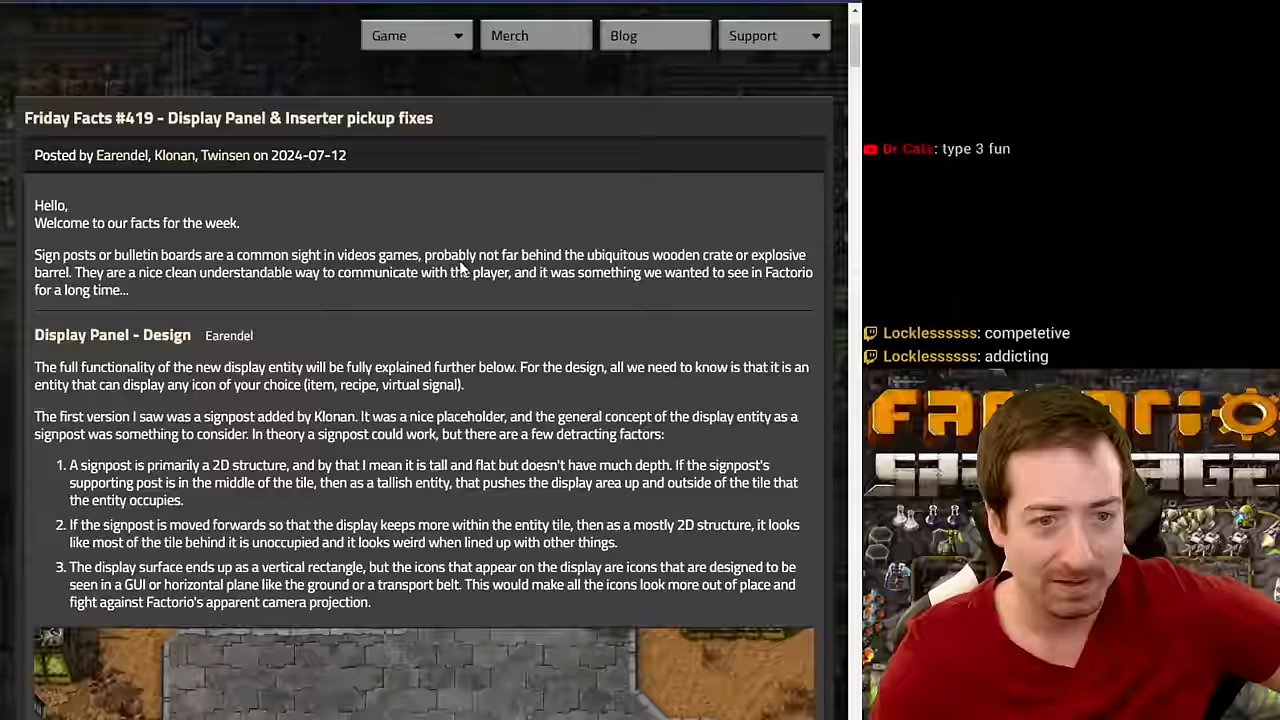 Game
Merch
Blog
Support
Friday Facts #419 - Display Panel & Inserter pickup fixes
Posted by Earendel, Klonan, Twinsen on 2024-07-12
Hello,
Welcome to our facts for the week.
Sign posts or bulletin boards are a common sight in videos games, probably not far behind the ubiquitous wooden crate or explosive
barrel. They are a nice clean understandable way to communicate with the player, and it was something we wanted to see in Factorio
for a long time...
Display Panel - Design Earendel
The full functionality of the new display entity will be fully explained further below. For the design, all we need to know is that it is an
entity that can display any icon of your choice (item, recipe, virtual signal).
The first version I saw was a signpost added by Klonan. It was a nice placeholder, and the general concept of the display entity as a
signpost was something to consider. In theory a signpost could work, but there are a few detracting factors:
1. A signpost is primarily a 2D structure, and by that I mean it is tall and flat but doesn't have much depth. If the signpost's
supporting post is in the middle of the tile, then as a tallish entity, that pushes the display area up and outside of the tile that
the entity occupies.
2. If the signpost is moved forwards so that the display keeps more within the entity tile, then as a mostly 2D structure, it looks
like most of the tile behind it is unoccupied and it looks weird when lined up with other things.
3. The display surface ends up as a vertical rectangle, but the icons that appear on the display are icons that are designed to be
seen in a GUI or horizontal plane like the ground or a transport belt. This would make all the icons look more out of place and
fight against Factorio's apparent camera projection.
Dr Cats: type 3 fun
Locklessssss: competetive
Locklessssss: addicting